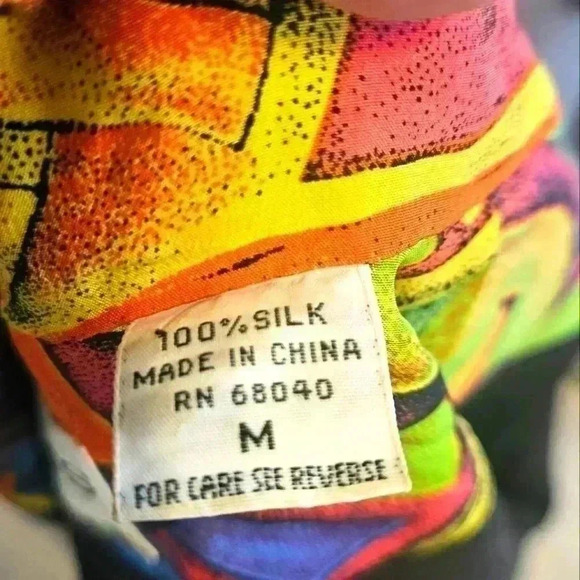 100% SILK
MADE IN CHINA
RN 68040
M
FOR CARE SEE REVERSE